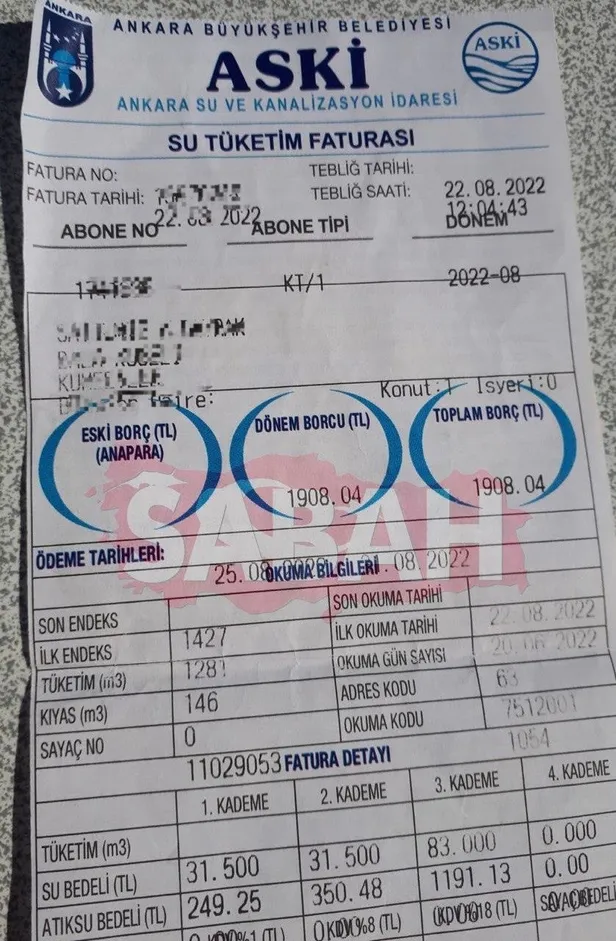 ANKARA
ANKARA BÜYÜKŞEHİR BELEDİYESİ
ASKİ
ASKİ
ANKARA SU VE KANALİZASYON İDARESİ
SU TÜKETİM FATURASI
FATURA NO: TEBLİĞ TARİHİ:
FATURA TARİHİ: TEBLİĞ SAATİ: 22.08.2022
22.08 2022 12:04:43
ABONE NO ABONE TİPİ DÖNEM
KT/1 2022-08
Konut:1 Isyeri:0
ESKİ BORÇ (TL) DÖNEM BORCU (TL) TOPLAM BORÇ (TL)
(ANAPARA)
1908.04 1908.04
SABAH
ÖDEME TARİHLERİ:
25.08 .08.2022
OKUMA BİLGİLERİ
SON ENDEKS SON OKUMA TARİHİ
1427 22.08.2022
İLK ENDEKS İLK OKUMA TARİHİ
1281 20.06 2022
TÜKETİM (m3) OKUMA GÜN SAYISI
146 63
KIYAS (m3) ADRES KODU
0 7512001
SAYAÇ NO OKUMA KODU
11029053 1054
FATURA DETAYI
1. KADEME 2. KADEME 3. KADEME 4. KADEME
TÜKETİM (m3)
31.500 31.500 83.000 0.000
SU BEDELİ (TL)
249.25 350.48 1191.13 0.00
ATIKSU BEDELİ (TL)